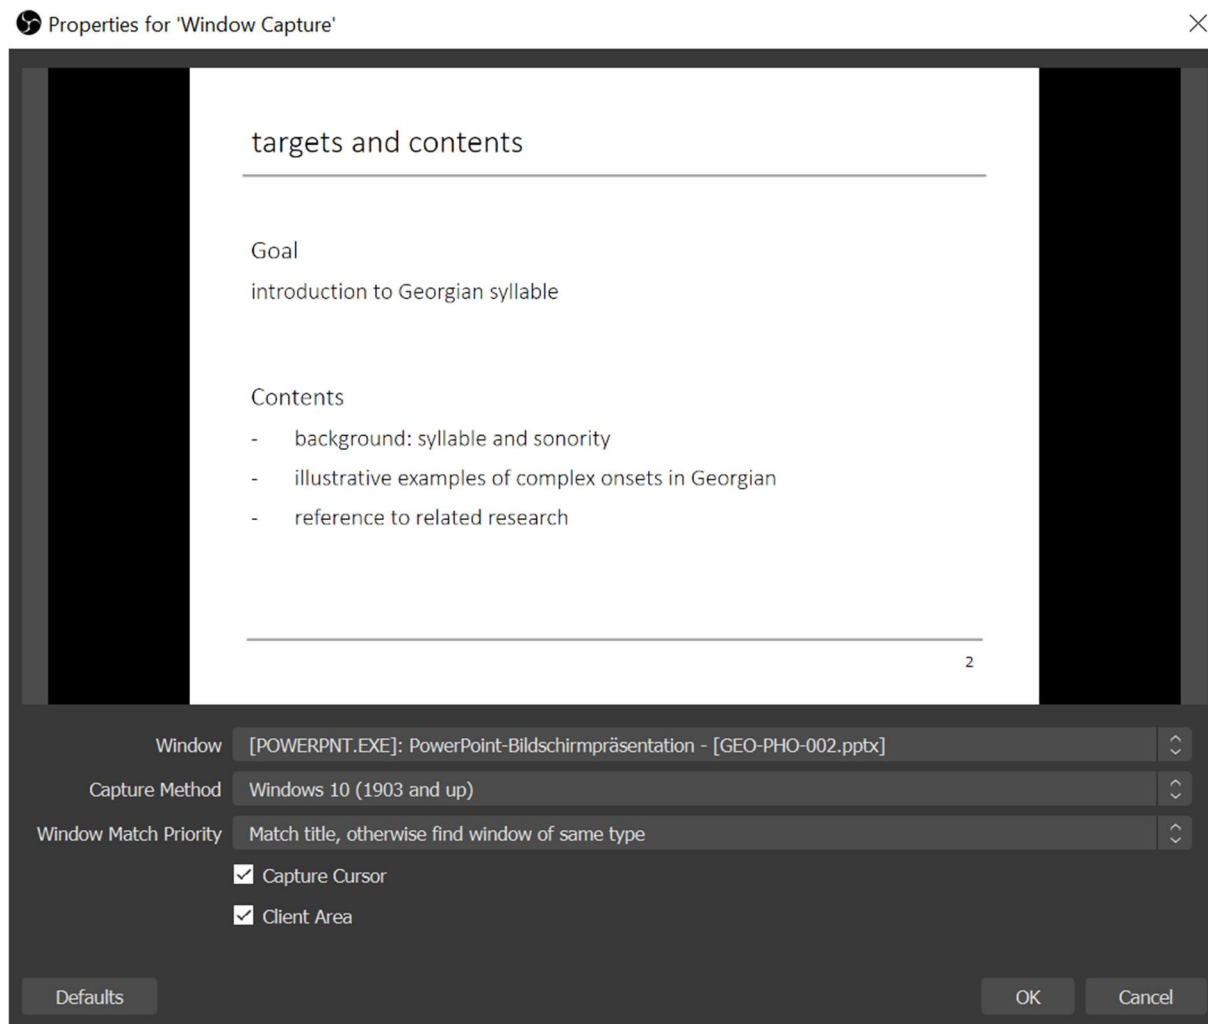 Properties for 'Window Capture'
targets and contents
Goal
introduction to Georgian syllable
Contents
- background: syllable and sonority
- illustrative examples of complex onsets in Georgian
- reference to related research
2
Window [POWERPNT.EXE]: PowerPoint-Bildschirmpräsentation - [GEO-PHO-002.pptx]
Capture Method Windows 10 (1903 and up)
Window Match Priority Match title, otherwise find window of same type
Capture Cursor
Client Area
Defaults OK Cancel